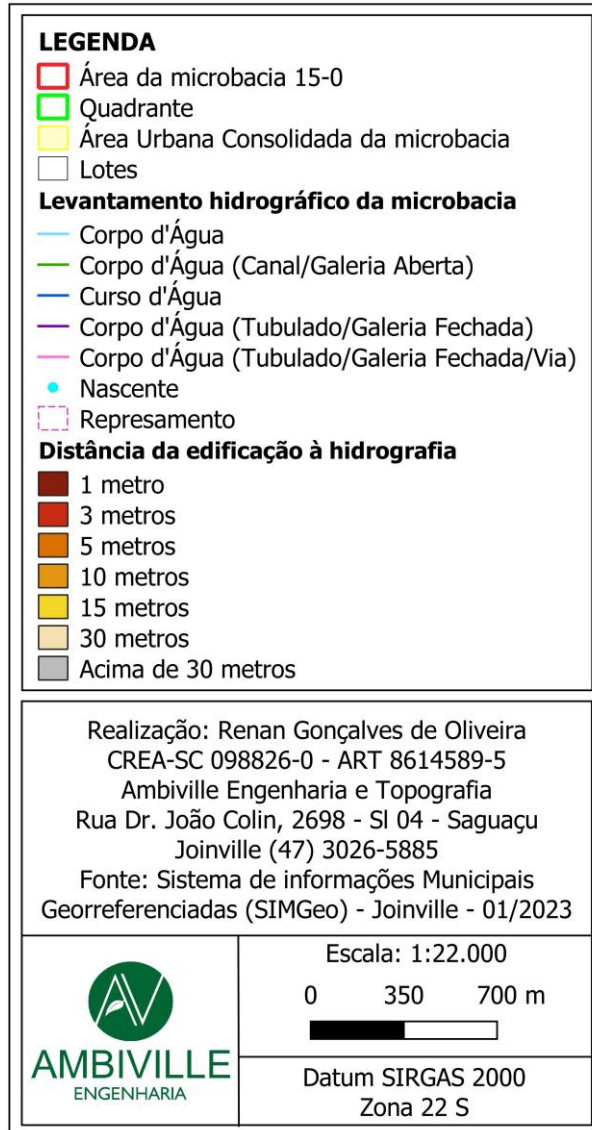 LEGENDA
Área da microbacia 15-0
Quadrante
Área Urbana Consolidada da microbacia
Lotes
Levantamento hidrográfico da microbacia
Corpo d'Água
Corpo d'Água (Canal/Galeria Aberta)
Curso d'Água
Corpo d'Água (Tubulado/Galeria Fechada)
Corpo d'Água (Tubulado/Galeria Fechada/Via)
Nascente
Represamento
Distância da edificação à hidrografia
1 metro
3 metros
5 metros
10 metros
15 metros
30 metros
Acima de 30 metros
Realização: Renan Gonçalves de Oliveira
CREA-SC 098826-0 - ART 8614589-5
Ambiville Engenharia e Topografia
Rua Dr. João Colin, 2698 - Sl 04 - Saguaçu
Joinville (47) 3026-5885
Fonte: Sistema de informações Municipais
Georreferenciadas (SIMGeo) - Joinville - 01/2023
AMBIVILLE
ENGENHARIA
Escala: 1:22.000
0 350 700 m
Datum SIRGAS 2000
Zona 22 S